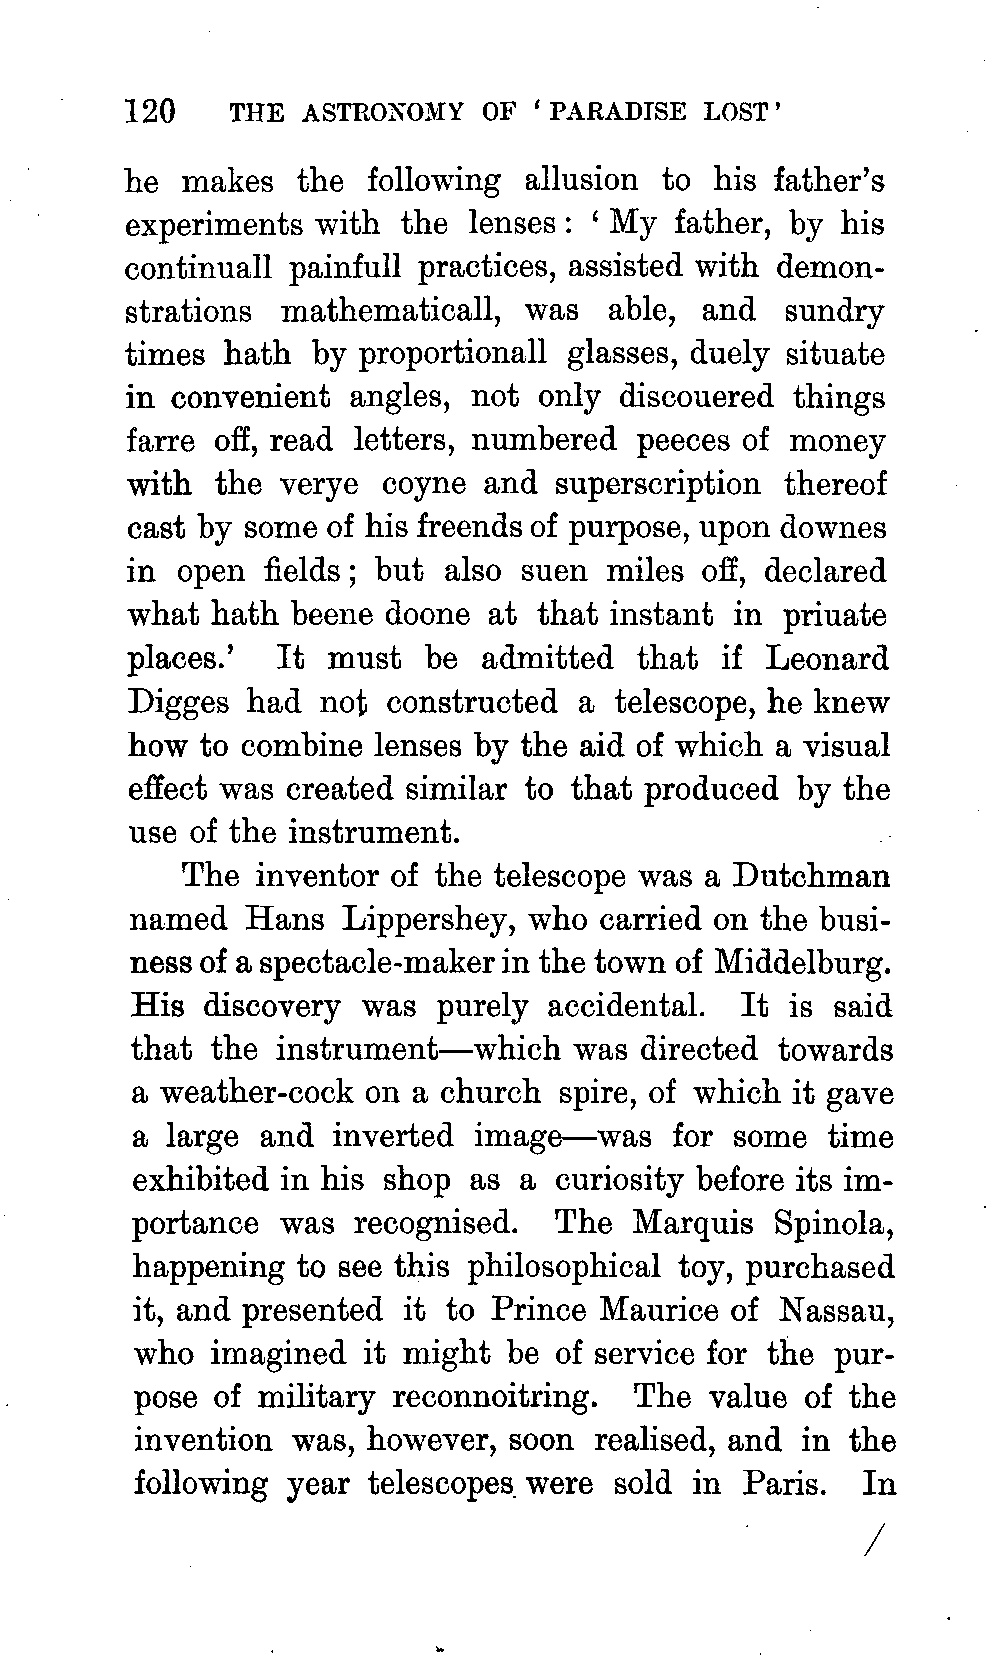 120 THE ASTRONOMY OF ‘PARADISE LOST’
he makes the following allusion to his father’s
experiments with the lenses: ‘My father, by his
continuall painfull practices, assisted with demon-
strations mathematicall, was able, and sundry
times hath by proportionall glasses, duely situate
in convenient angles, not only discouered things
farre off, read letters, numbered peeces of money
with the verye coyne and superscription thereof
cast by some of his freends of purpose, upon downes
in open fields; but also suen miles off, declared
what hath beene doone at that instant in priuate
places.’ It must be admitted that if Leonard
Digges had not constructed a telescope, he knew
how to combine lenses by the aid of which a visual
effect was created similar to that produced by the
use of the instrument.
The inventor of the telescope was a Dutchman
named Hans Lippershey, who carried on the busi-
ness of a spectacle-maker in the town of Middelburg.
His discovery was purely accidental. It is said
that the instrument—which was directed towards
a weather-cock on a church spire, of which it gave
a large and inverted image—was for some time
exhibited in his shop as a curiosity before its im-
portance was recognised. The Marquis Spinola,
happening to see this philosophical toy, purchased
it, and presented it to Prince Maurice of Nassau,
who imagined it might be of service for the pur-
pose of military reconnoitring. The value of the
invention was, however, soon realised, and in the
following year telescopes were sold in Paris. In